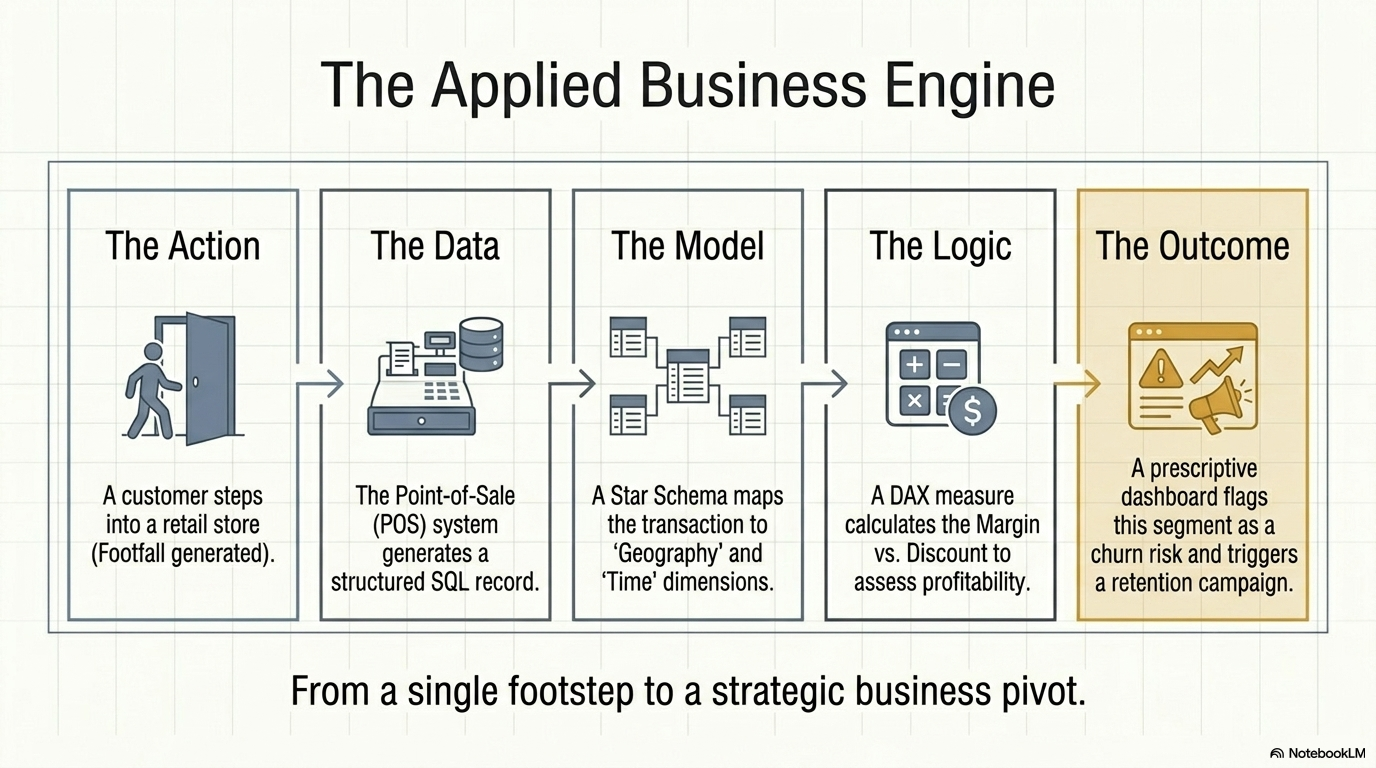 The Applied Business Engine
The Action
A customer steps
into a retail store
(Footfall generated).
The Data
The Point-of-Sale
(POS) system
generates a
structured SQL record.
The Model
A Star Schema maps
the transaction to
‘Geography’ and
‘Time’ dimensions.
The Logic
+ −
×
$
A DAX measure
calculates the Margin
vs. Discount to
assess profitability.
The Outcome
!
A prescriptive
dashboard flags
this segment as a
churn risk and triggers
a retention campaign.
From a single footstep to a strategic business pivot.
NotebookLM